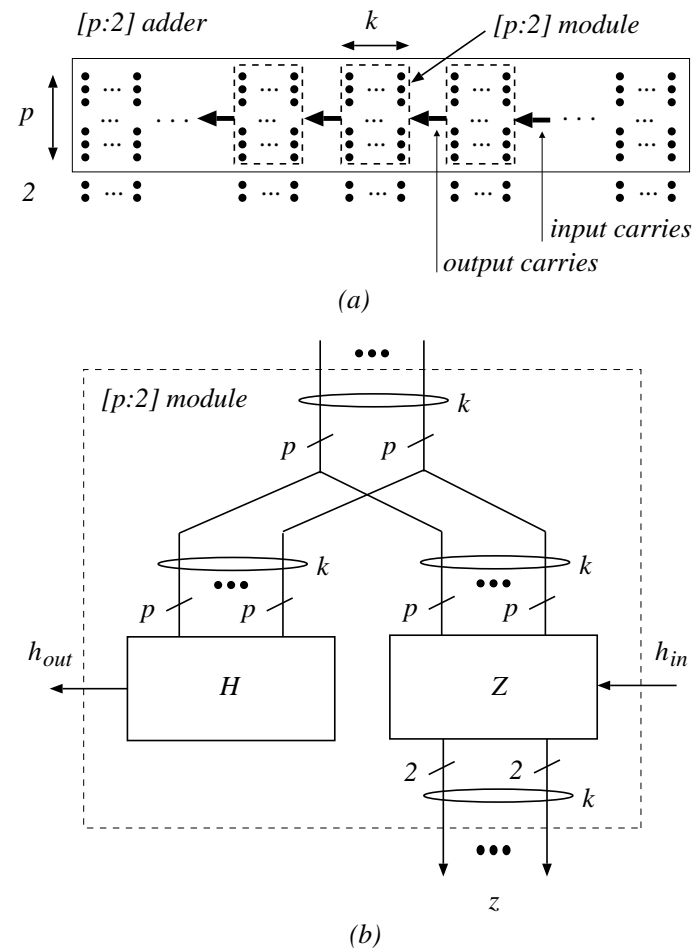 [p:2] adder
k
[p:2] module
p
2
input carries
output carries
(a)
[p:2] module
k
p p
k k
p p p p
h_out H Z h_in
2 2
k
z
(b)